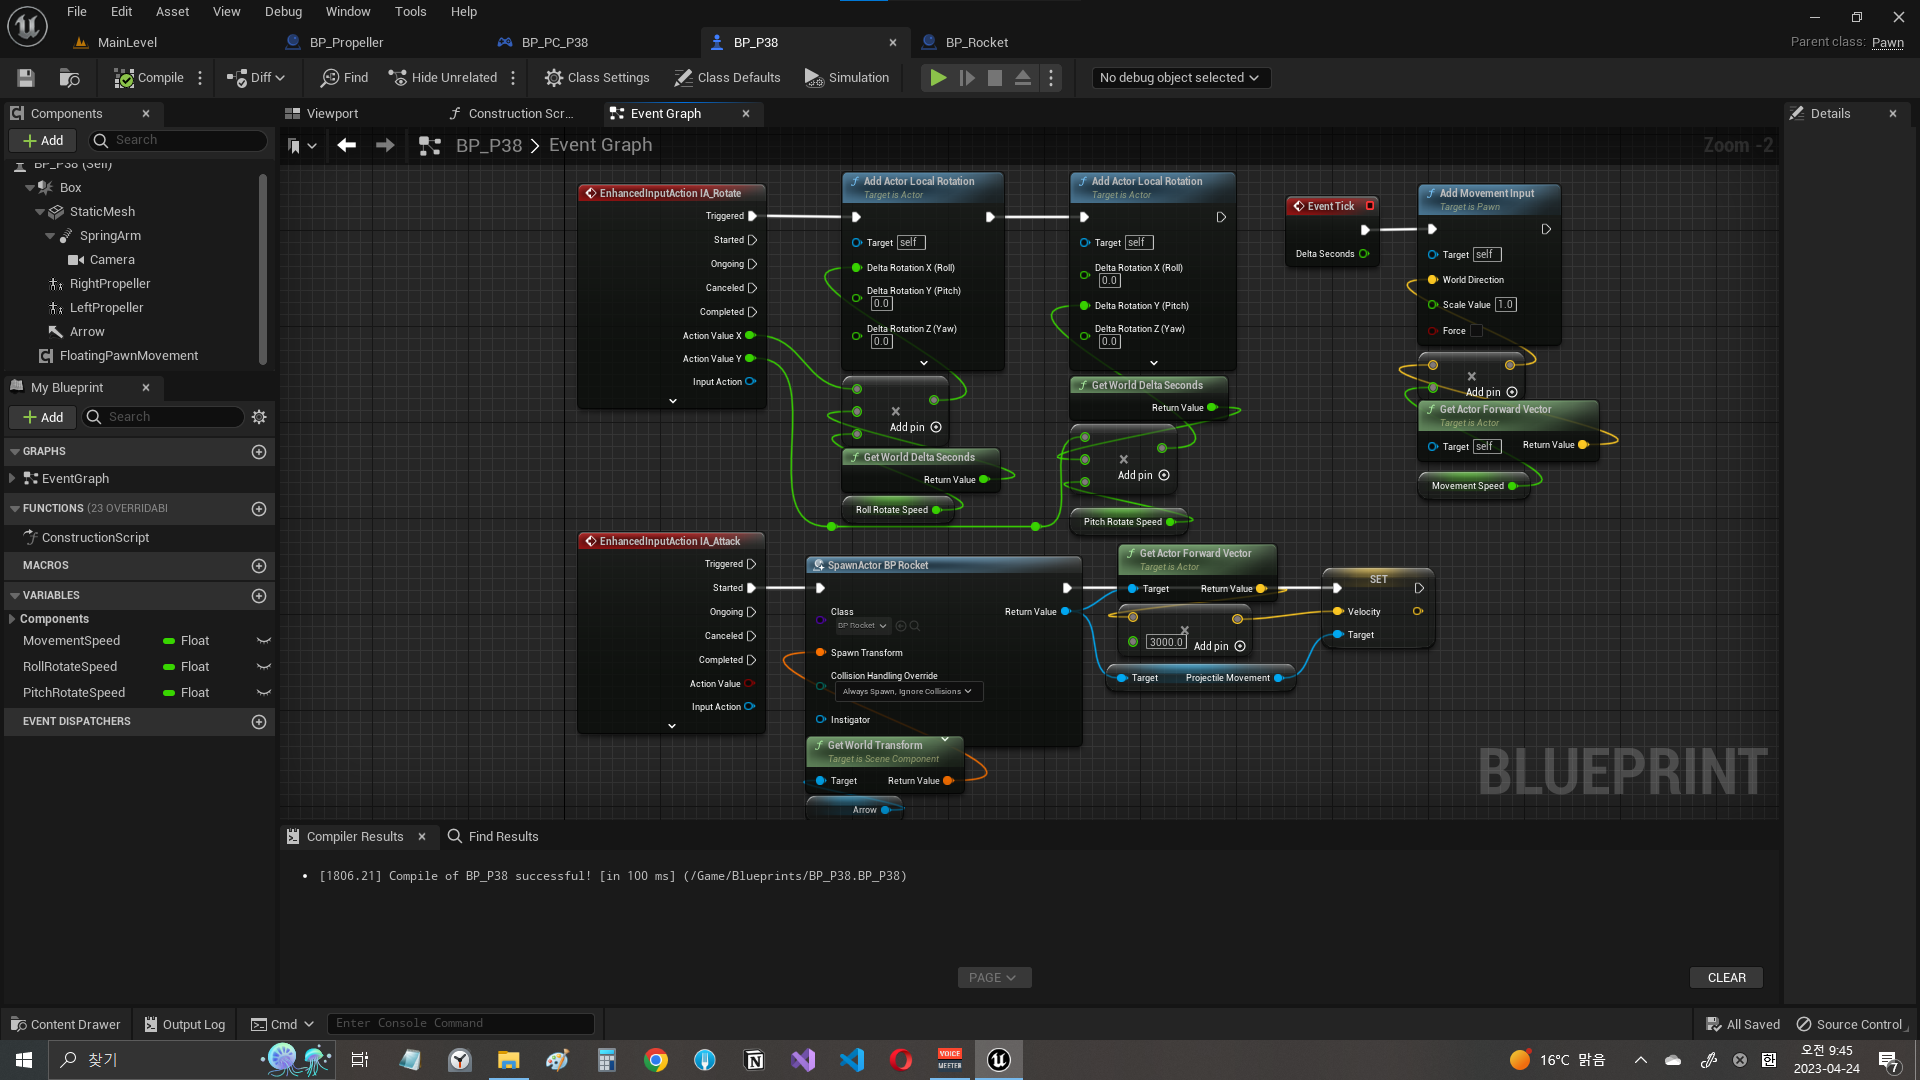 File Edit Asset View Debug Window Tools Help
MainLevel BP_Propeller BP_PC_P38 BP_P38 BP_Rocket
Parent class: Pawn
Compile Diff Find Hide Unrelated Class Settings Class Defaults Simulation No debug object selected
Components
Add Search
BP_P38 (Self)
Box
StaticMesh
SpringArm
Camera
RightPropeller
LeftPropeller
Arrow
FloatingPawnMovement
My Blueprint
Add Search
GRAPHS
EventGraph
FUNCTIONS (23 OVERRIDABL
ConstructionScript
MACROS
VARIABLES
Components
MovementSpeed Float
RollRotateSpeed Float
PitchRotateSpeed Float
EVENT DISPATCHERS
Viewport Construction Scr... Event Graph
BP_P38 > Event Graph
Zoom -2
EnhancedInputAction IA_Rotate
Triggered
Started
Ongoing
Canceled
Completed
Action Value X
Action Value Y
Input Action
Add Actor Local Rotation
Target is Actor
Target self
Delta Rotation X (Roll)
Delta Rotation Y (Pitch)
0.0
Delta Rotation Z (Yaw)
0.0
Add pin
Get World Delta Seconds
Return Value
Roll Rotate Speed
Add Actor Local Rotation
Target is Actor
Target self
Delta Rotation X (Roll)
0.0
Delta Rotation Y (Pitch)
Delta Rotation Z (Yaw)
0.0
Get World Delta Seconds
Return Value
Add pin
Pitch Rotate Speed
Event Tick
Delta Seconds
Add Movement Input
Target is Pawn
Target self
World Direction
Scale Value 1.0
Force
Add pin
Get Actor Forward Vector
Target is Actor
Target self Return Value
Movement Speed
EnhancedInputAction IA_Attack
Triggered
Started
Ongoing
Canceled
Completed
Action Value
Input Action
SpawnActor BP Rocket
Class
BP Rocket
Return Value
Spawn Transform
Collision Handling Override
Always Spawn, Ignore Collisions
Instigator
Get World Transform
Target is Scene Component
Target Return Value
Arrow
Get Actor Forward Vector
Target is Actor
Target Return Value
3000.0 Add pin
Target Projectile Movement
SET
Velocity
Target
BLUEPRINT
Details
Compiler Results Find Results
[1806.21] Compile of BP_P38 successful! [in 100 ms] (/Game/Blueprints/BP_P38.BP_P38)
PAGE
CLEAR
Content Drawer Output Log Cmd Enter Console Command All Saved Source Control
찾기
VOICE
MEETER
16°C 맑음
오전 9:45
2023-04-24
7